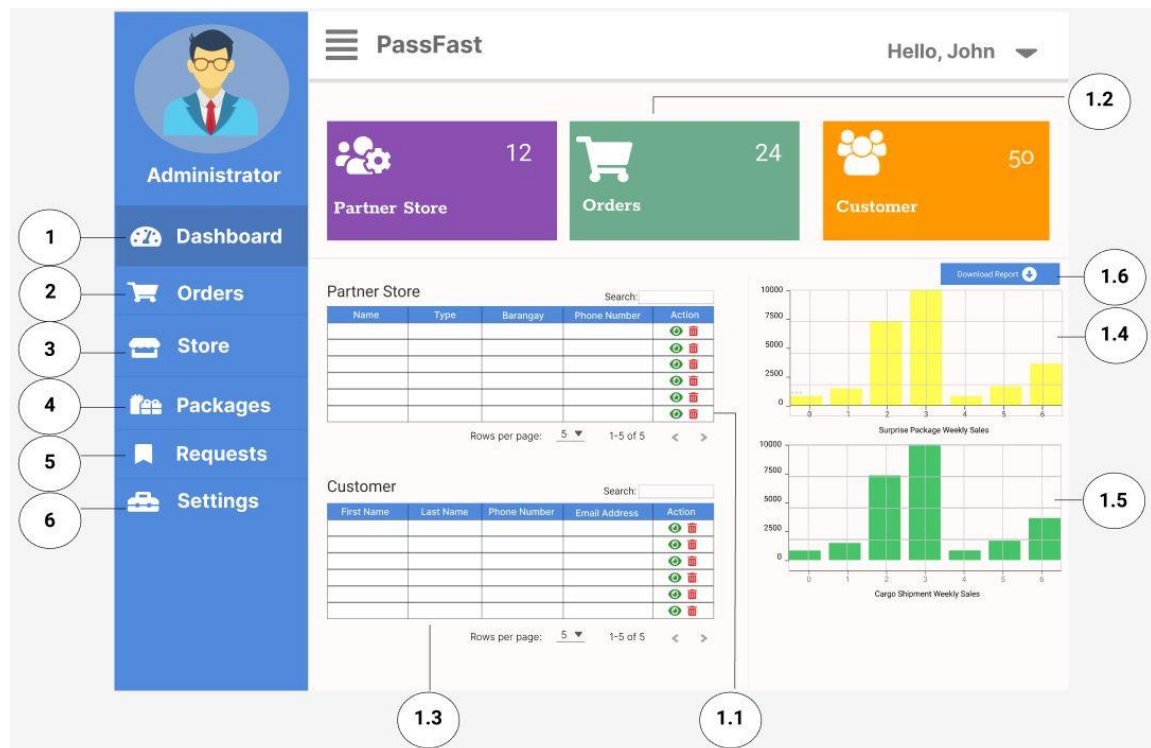 PassFast
Hello, John
1.2
Administrator
12
Partner Store
24
Orders
50
Customer
1
Dashboard
2
Orders
3
Store
4
Packages
5
Requests
6
Settings
Download Report
1.6
Partner Store
Search:
Name Type Barangay Phone Number Action
Rows per page: 5 1-5 of 5 < >
10000
7500
5000
2500
0
0 1 2 3 4 5 6
Surprise Package Weekly Sales
1.4
Customer
Search:
First Name Last Name Phone Number Email Address Action
Rows per page: 5 1-5 of 5 < >
10000
7500
5000
2500
0
0 1 2 3 4 5 6
Cargo Shipment Weekly Sales
1.5
1.3
1.1